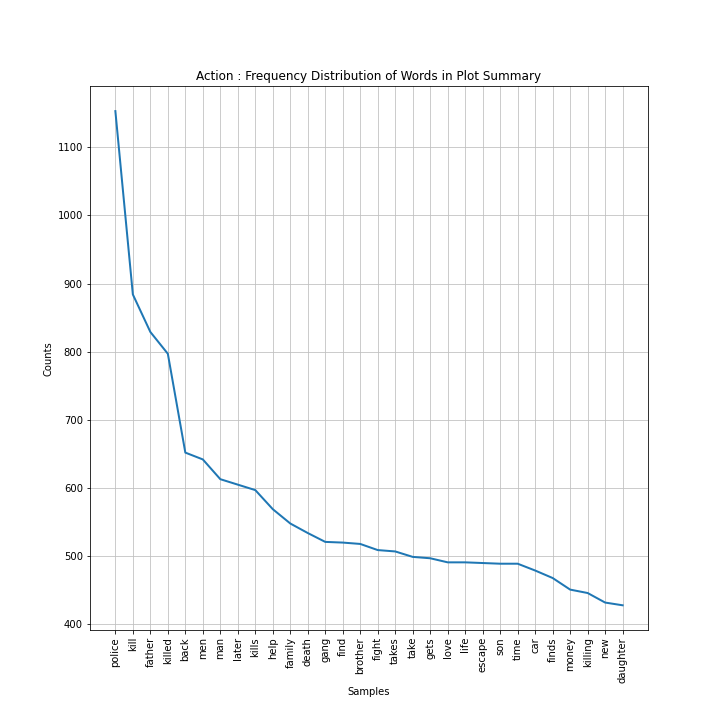 Action : Frequency Distribution of Words in Plot Summary
1100
1000
900
800
700
600
500
400
Counts
police
kill
father
killed
back
men
man
later
kills
help
family
death
gang
find
brother
fight
takes
take
gets
love
life
escape
son
time
car
finds
money
killing
new
daughter
Samples